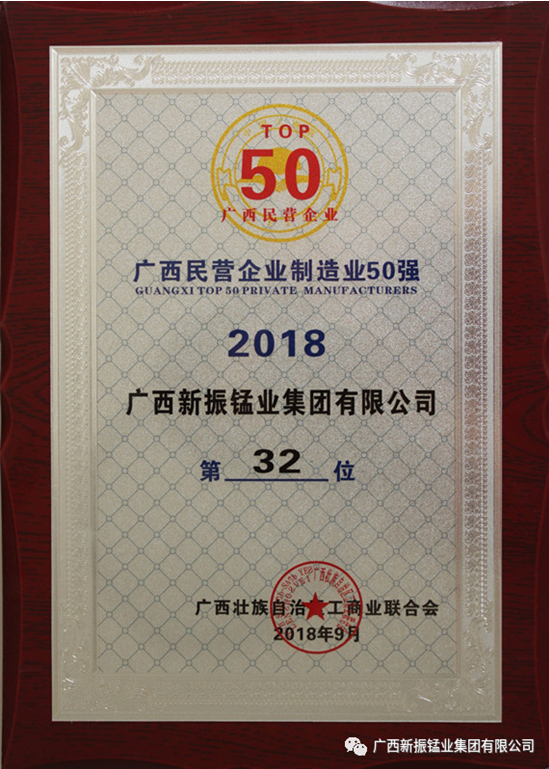 TOP
50
广西民营企业
广西民营企业制造业50强
GUANGXI TOP 50 PRIVATE MANUFACTURERS
2018
广西新振锰业集团有限公司
第 32 位
广西壮族自治 工商业联合会
2018年9月
广西新振锰业集团有限公司